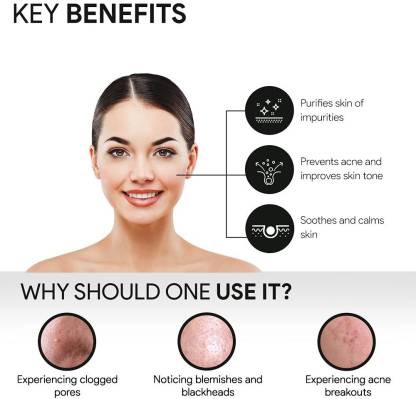 KEY BENEFITS
Purifies skin of
impurities
Prevents acne and
improves skin tone
Soothes and calms
skin
WHY SHOULD ONE USE IT?
Experiencing clogged
pores
Noticing blemishes and
blackheads
Experiencing acne
breakouts